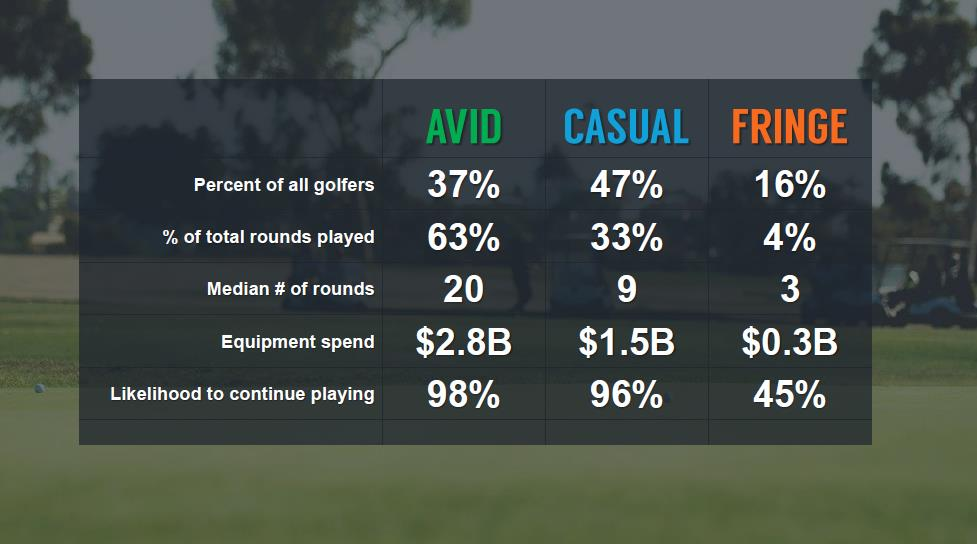 AVID CASUAL FRINGE
Percent of all golfers 37% 47% 16%
% of total rounds played 63% 33% 4%
Median # of rounds 20 9 3
Equipment spend $2.8B $1.5B $0.3B
Likelihood to continue playing 98% 96% 45%